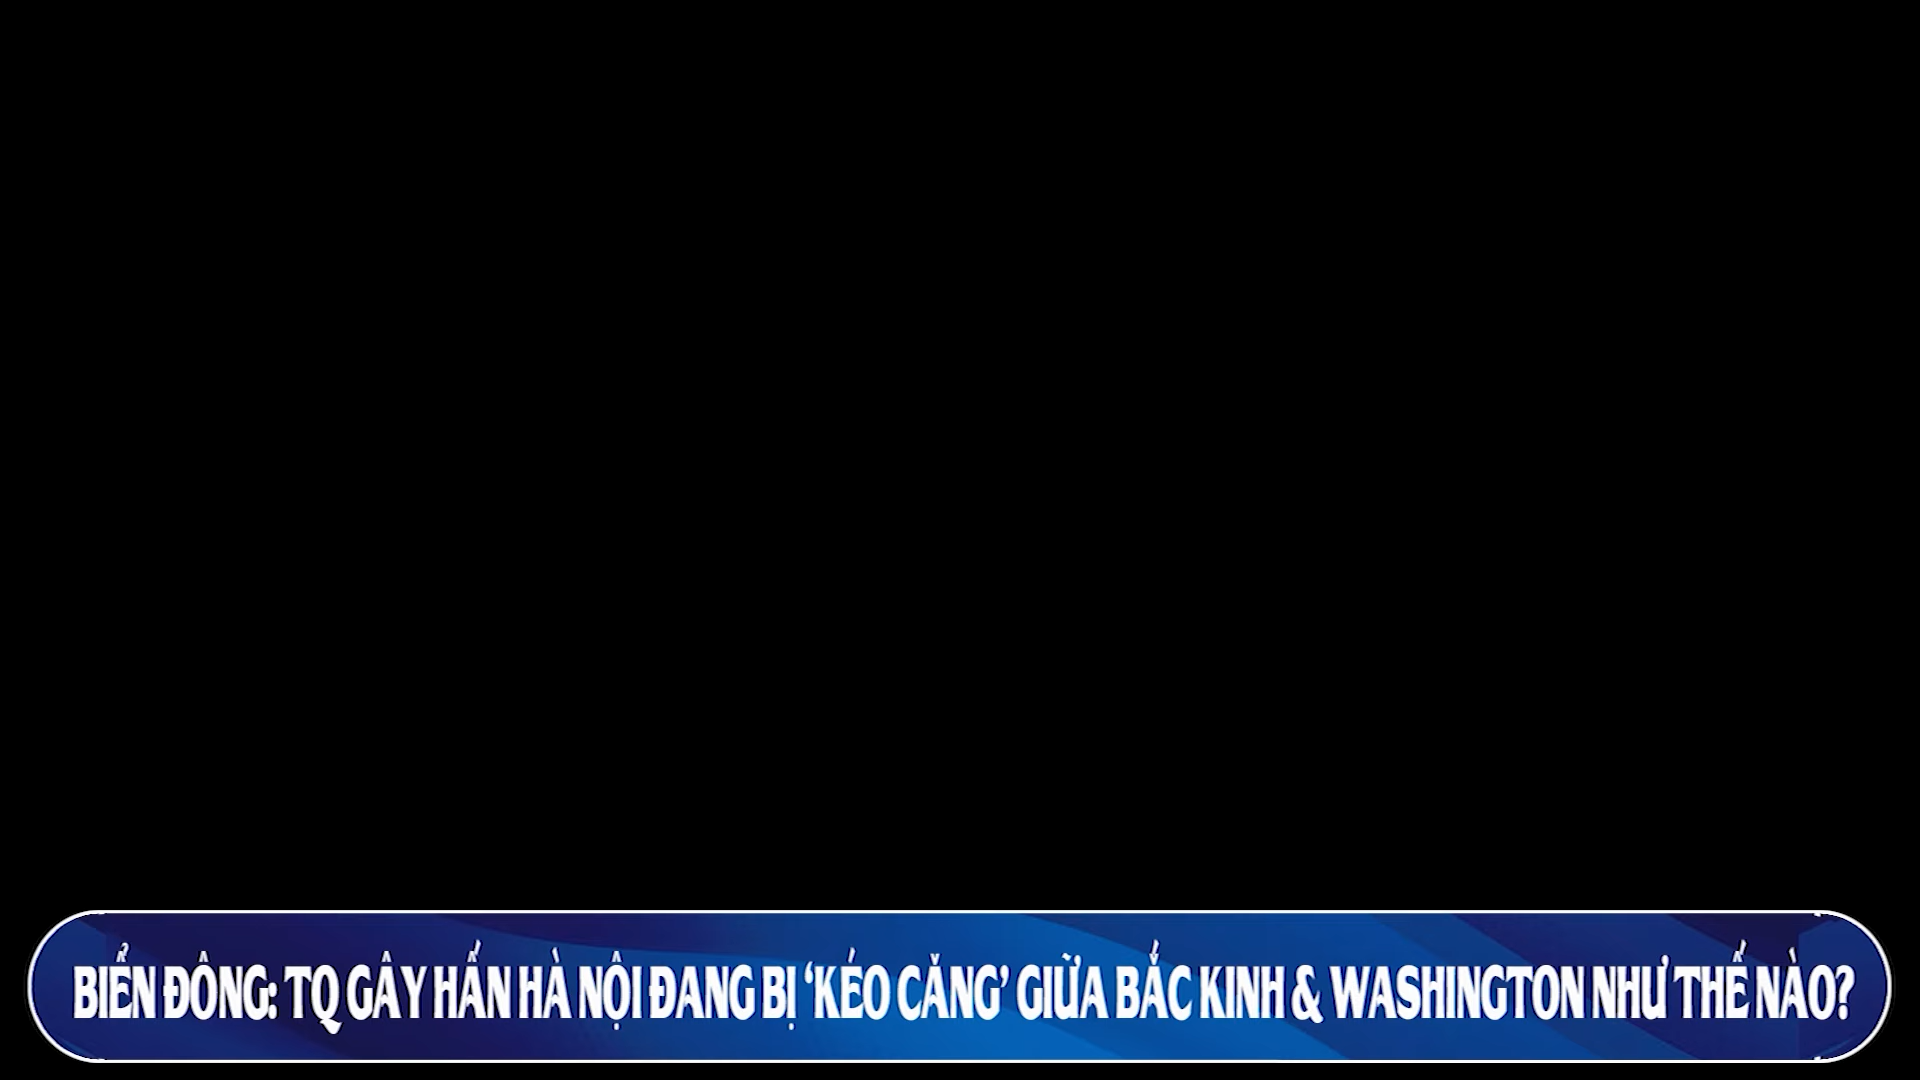 BIỂN ĐÔNG: TQ GÂY HẤN HÀ NỘI ĐANG BỊ ‘KÉO CĂNG’ GIỮA BẮC KINH & WASHINGTON NHƯ THẾ NÀO?